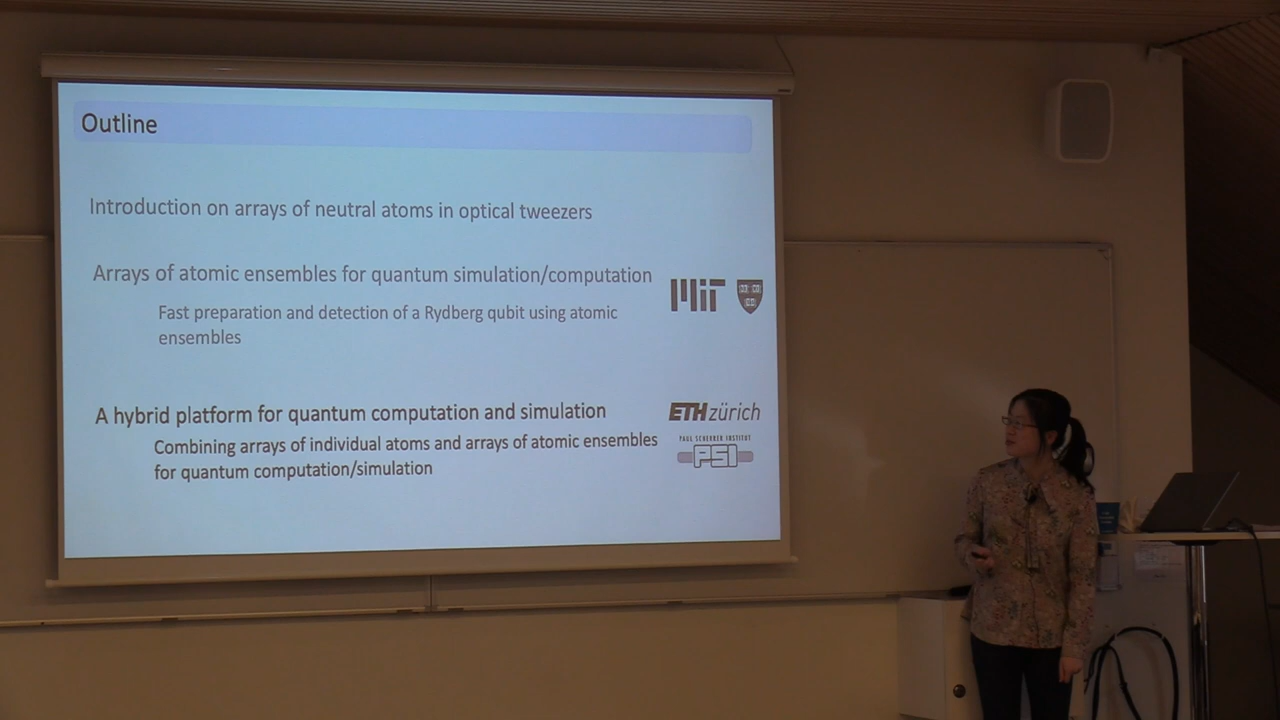 Outline
Introduction on arrays of neutral atoms in optical tweezers
Arrays of atomic ensembles for quantum simulation/computation
Fast preparation and detection of a Rydberg qubit using atomic
ensembles
MIT
A hybrid platform for quantum computation and simulation
ETH zürich
Combining arrays of individual atoms and arrays of atomic ensembles
for quantum computation/simulation
PAUL SCHERRER INSTITUT
PSI